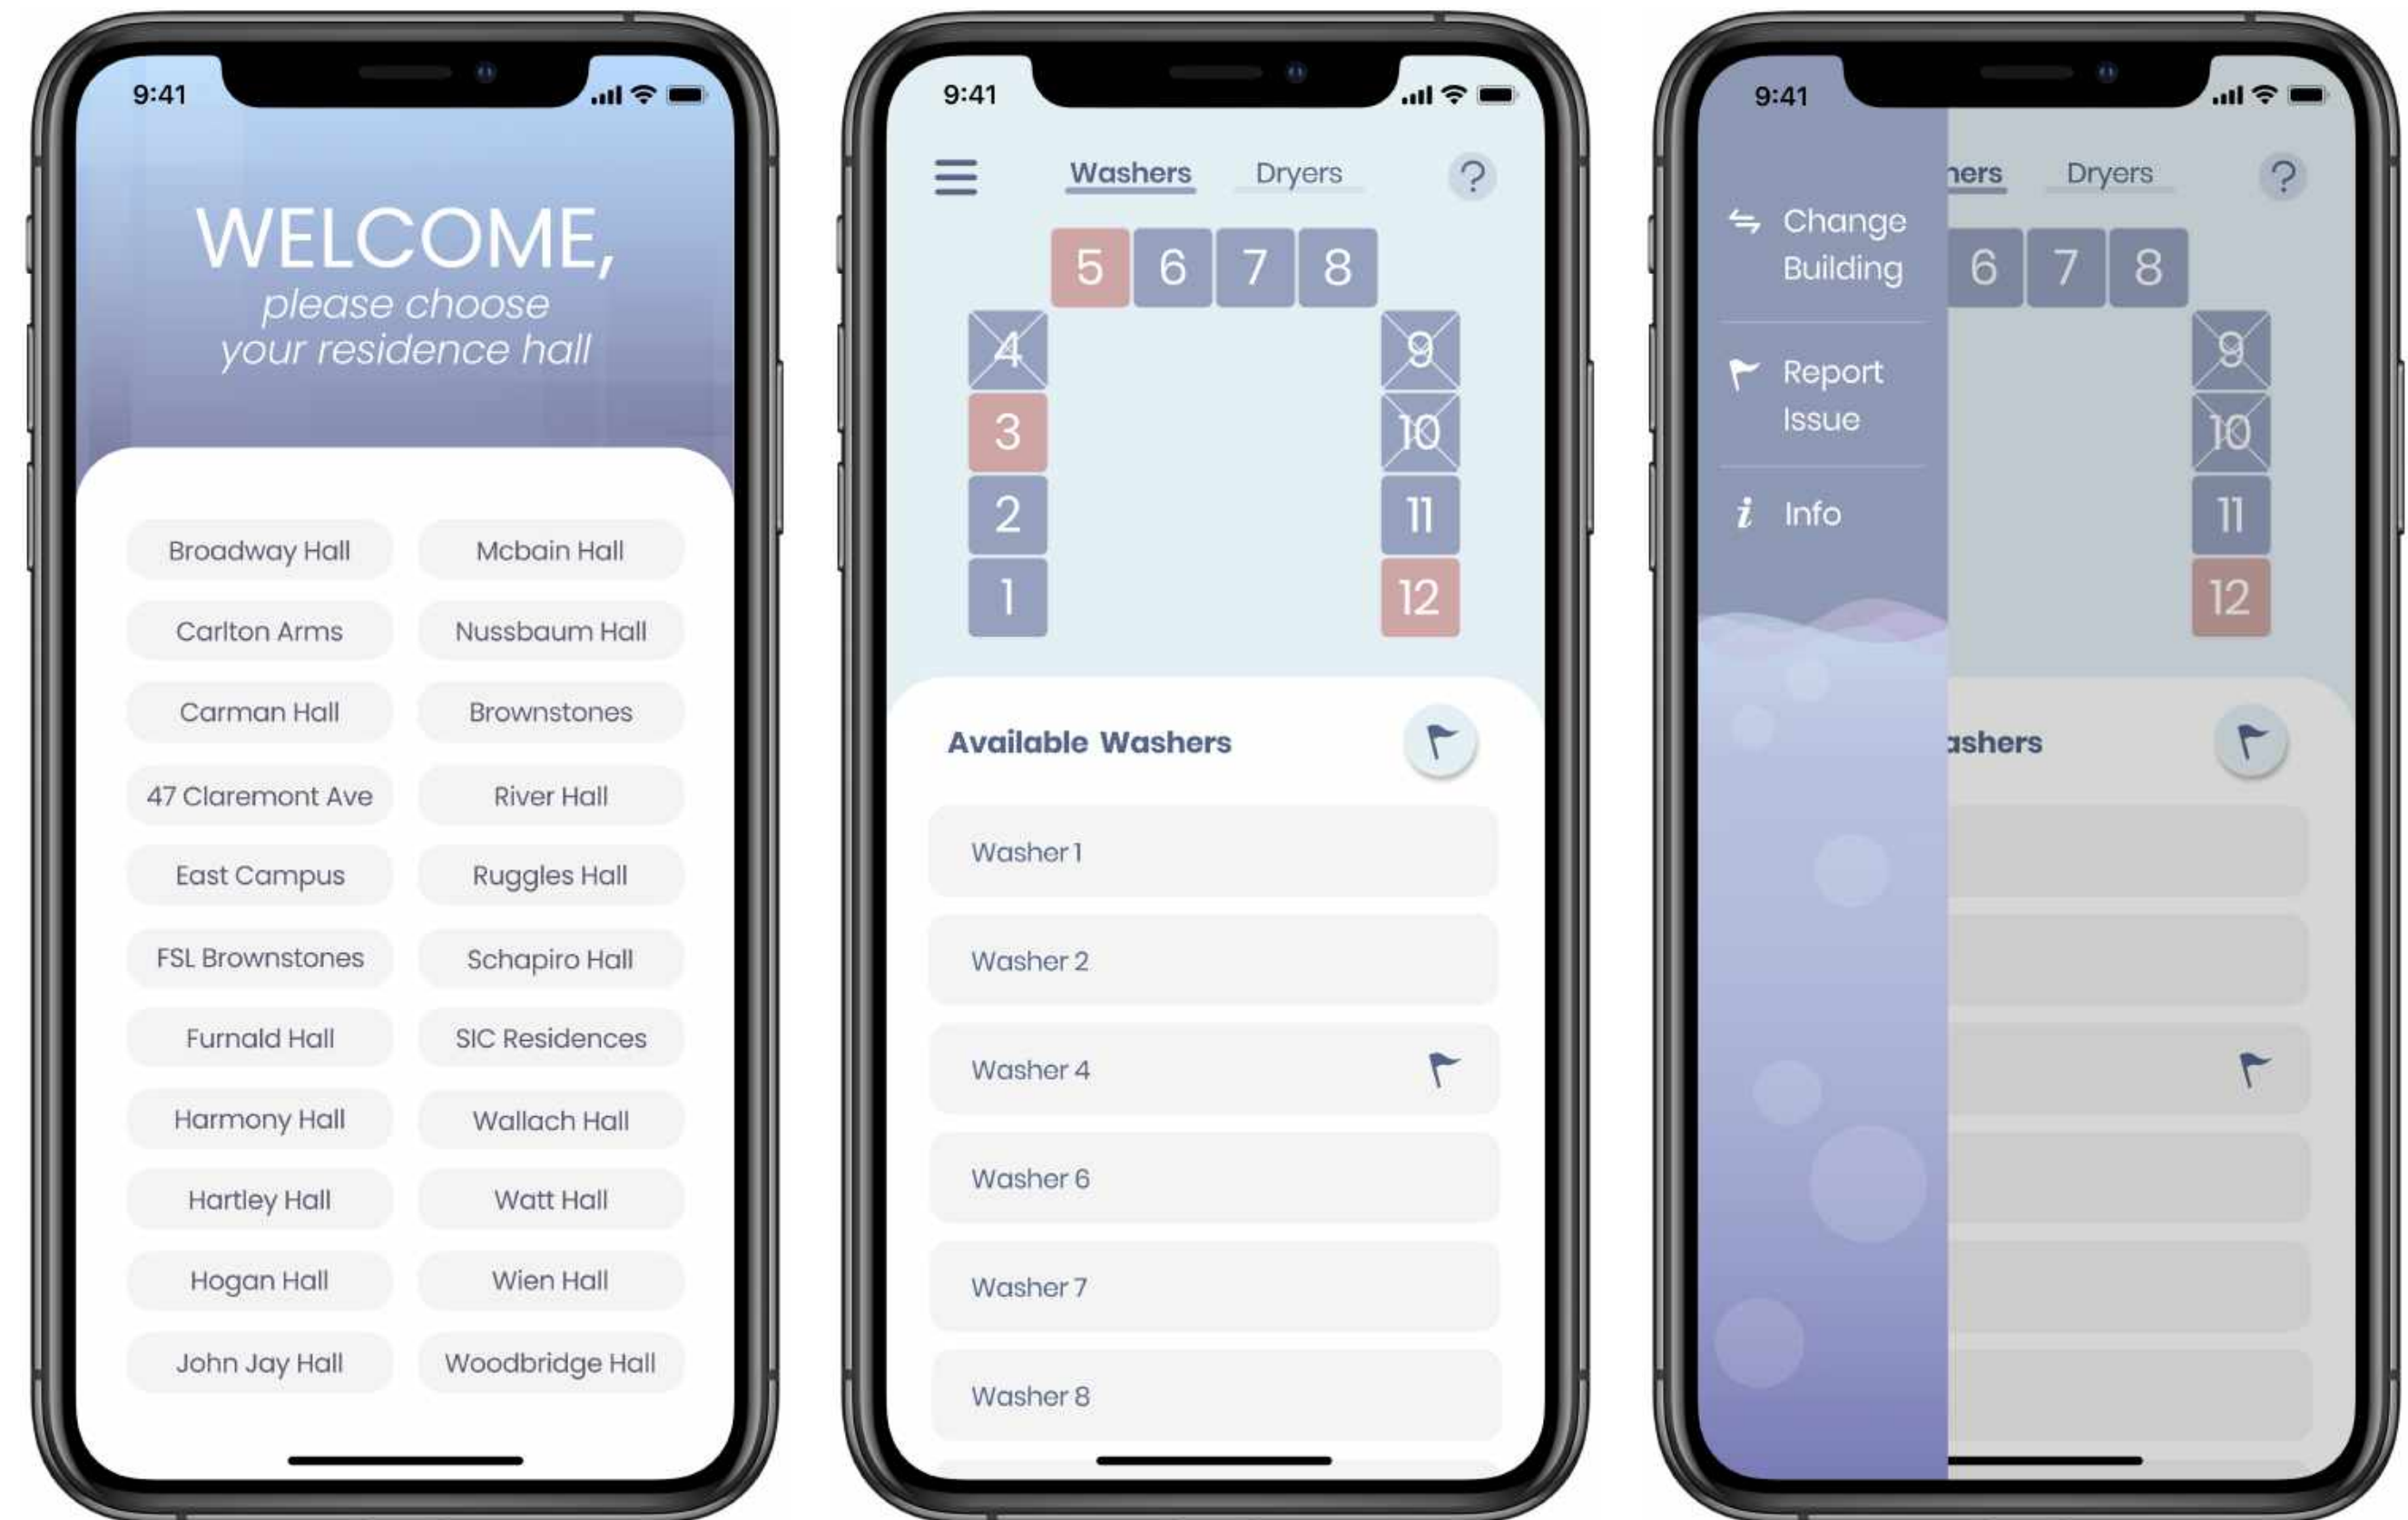 9:41
WELCOME,
please choose
your residence hall
Broadway Hall
Mcbain Hall
Carlton Arms
Nussbaum Hall
Carman Hall
Brownstones
47 Claremont Ave
River Hall
East Campus
Ruggles Hall
FSL Brownstones
Schapiro Hall
Furnald Hall
SIC Residences
Harmony Hall
Wallach Hall
Hartley Hall
Watt Hall
Hogan Hall
Wien Hall
John Jay Hall
Woodbridge Hall
9:41
Washers Dryers ?
5 6 7 8
4 9
3 10
2 11
1 12
Available Washers
Washer 1
Washer 2
Washer 4
Washer 6
Washer 7
Washer 8
9:41
Change
Building
Report
Issue
i Info
hers Dryers ?
6 7 8
9
10
11
12
ashers